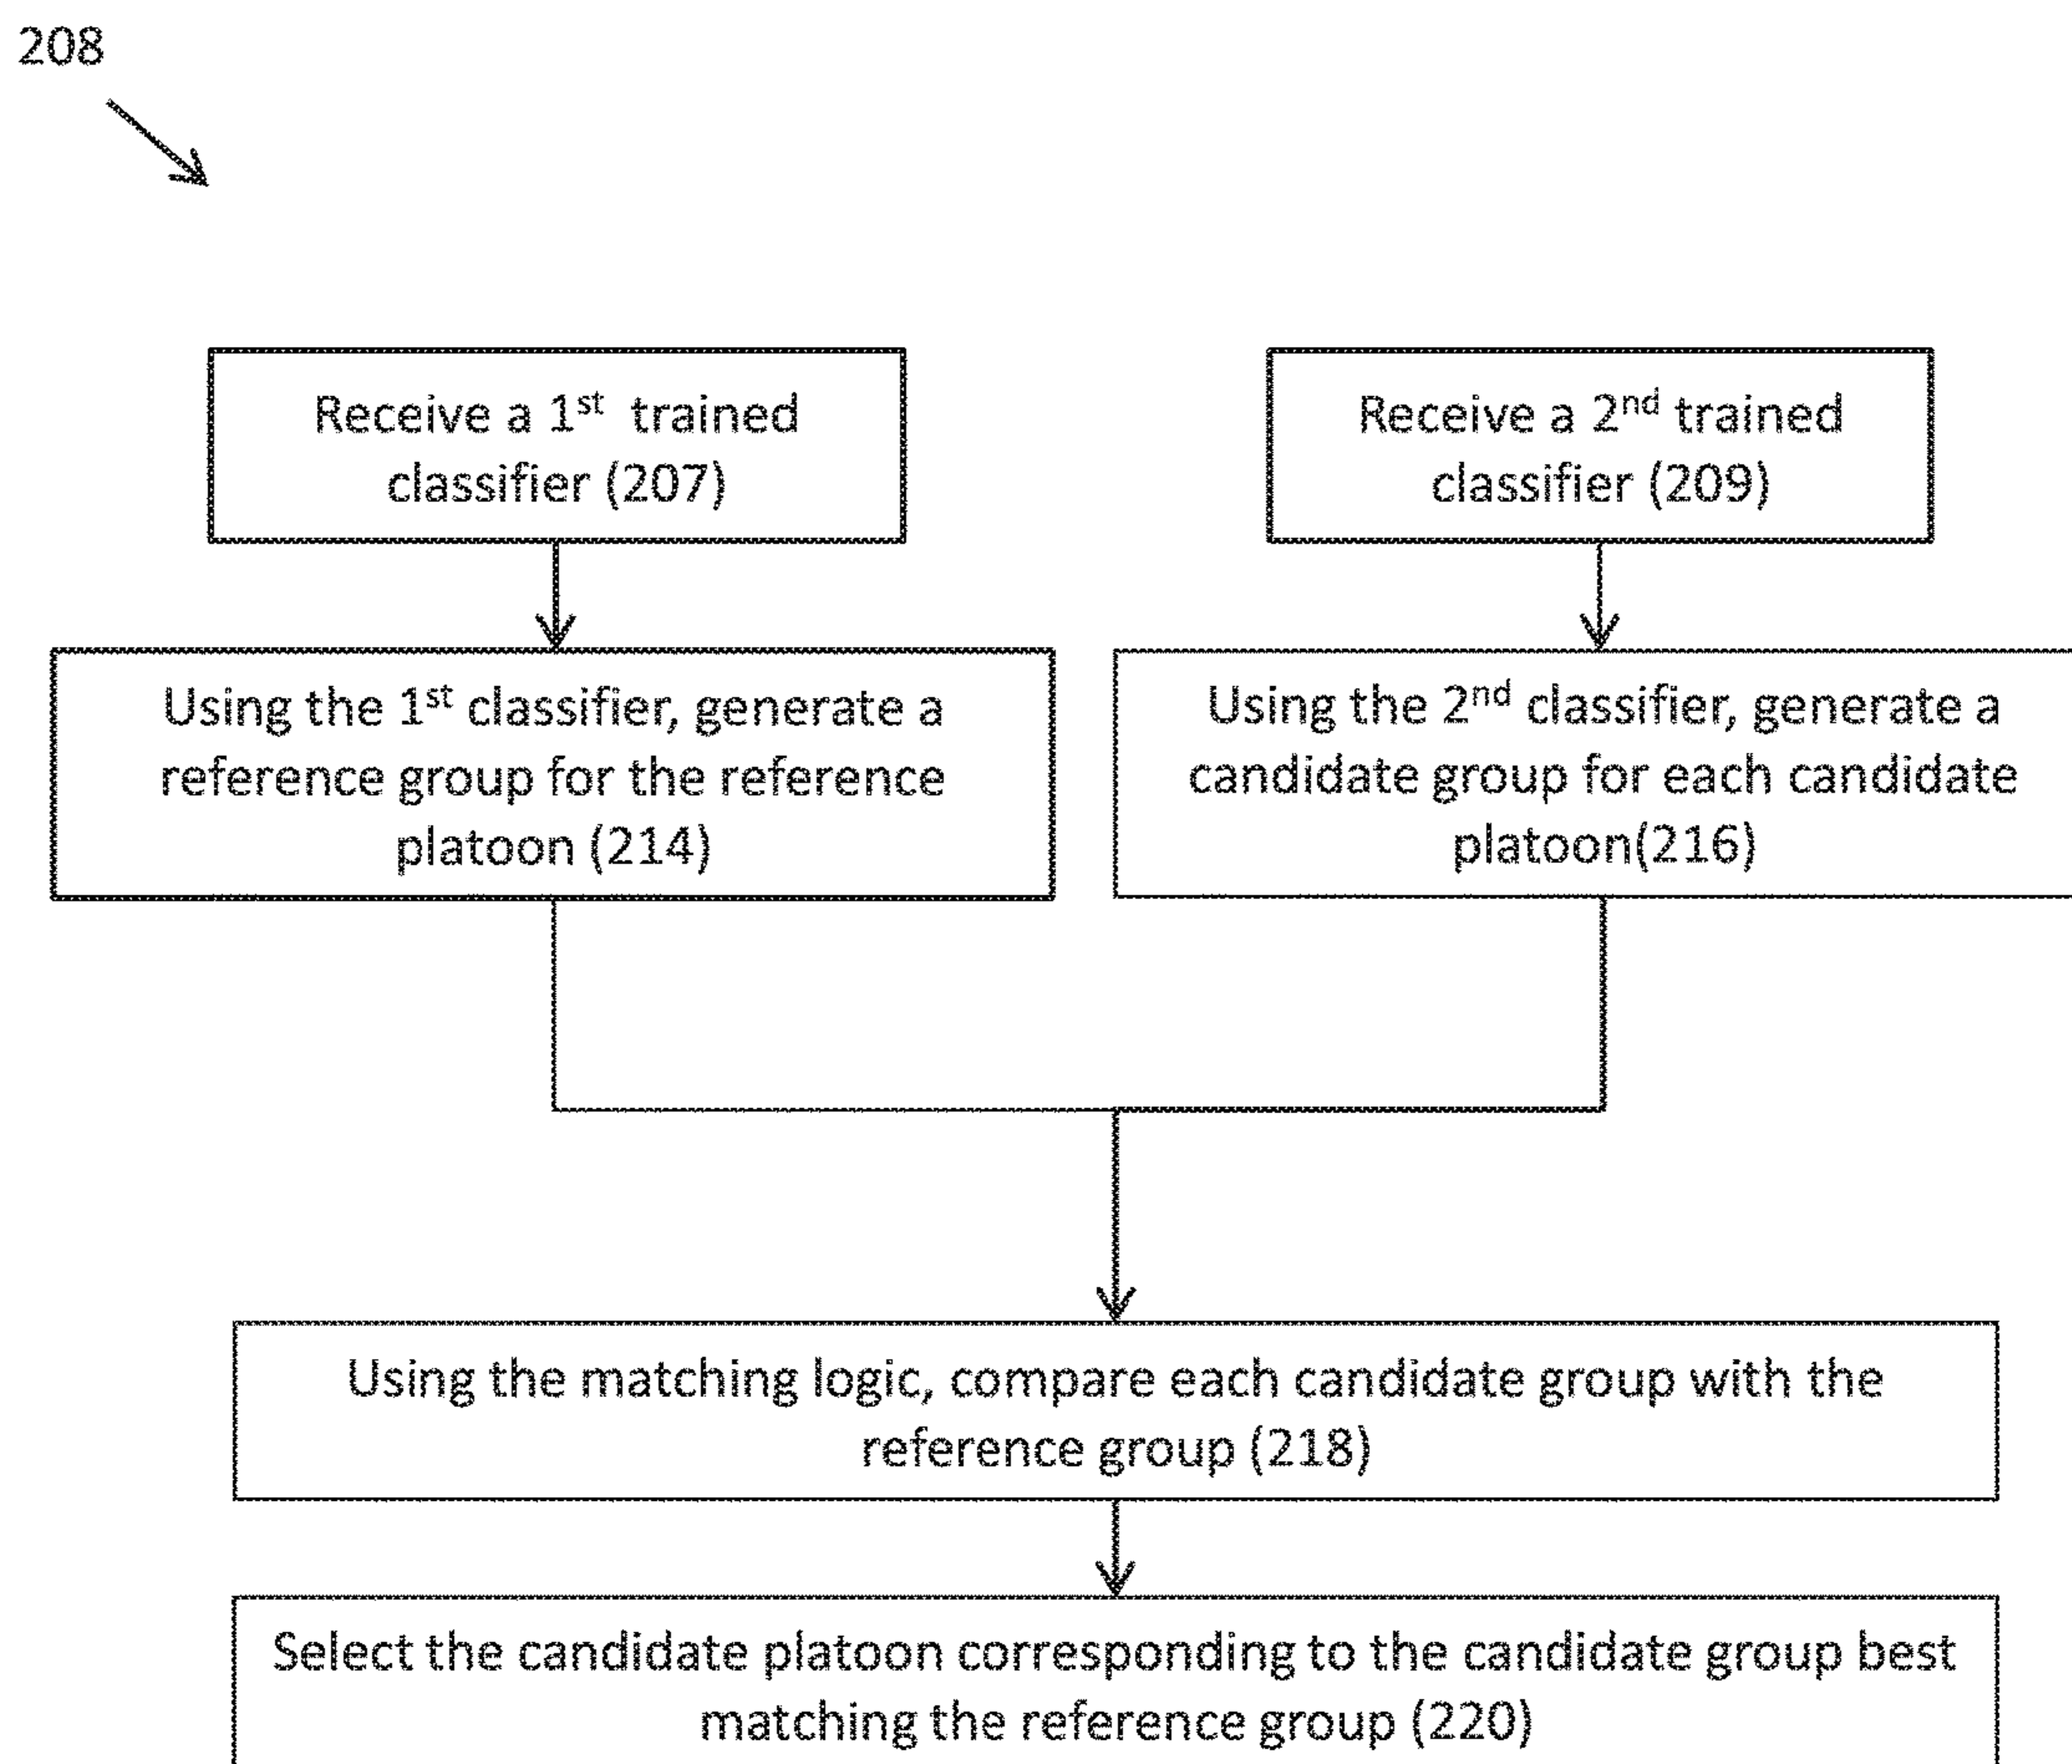 208
Receive a 1st trained
classifier (207)
Receive a 2nd trained
classifier (209)
Using the 1st classifier, generate a
reference group for the reference
platoon (214)
Using the 2nd classifier, generate a
candidate group for each candidate
platoon(216)
Using the matching logic, compare each candidate group with the
reference group (218)
Select the candidate platoon corresponding to the candidate group best
matching the reference group (220)